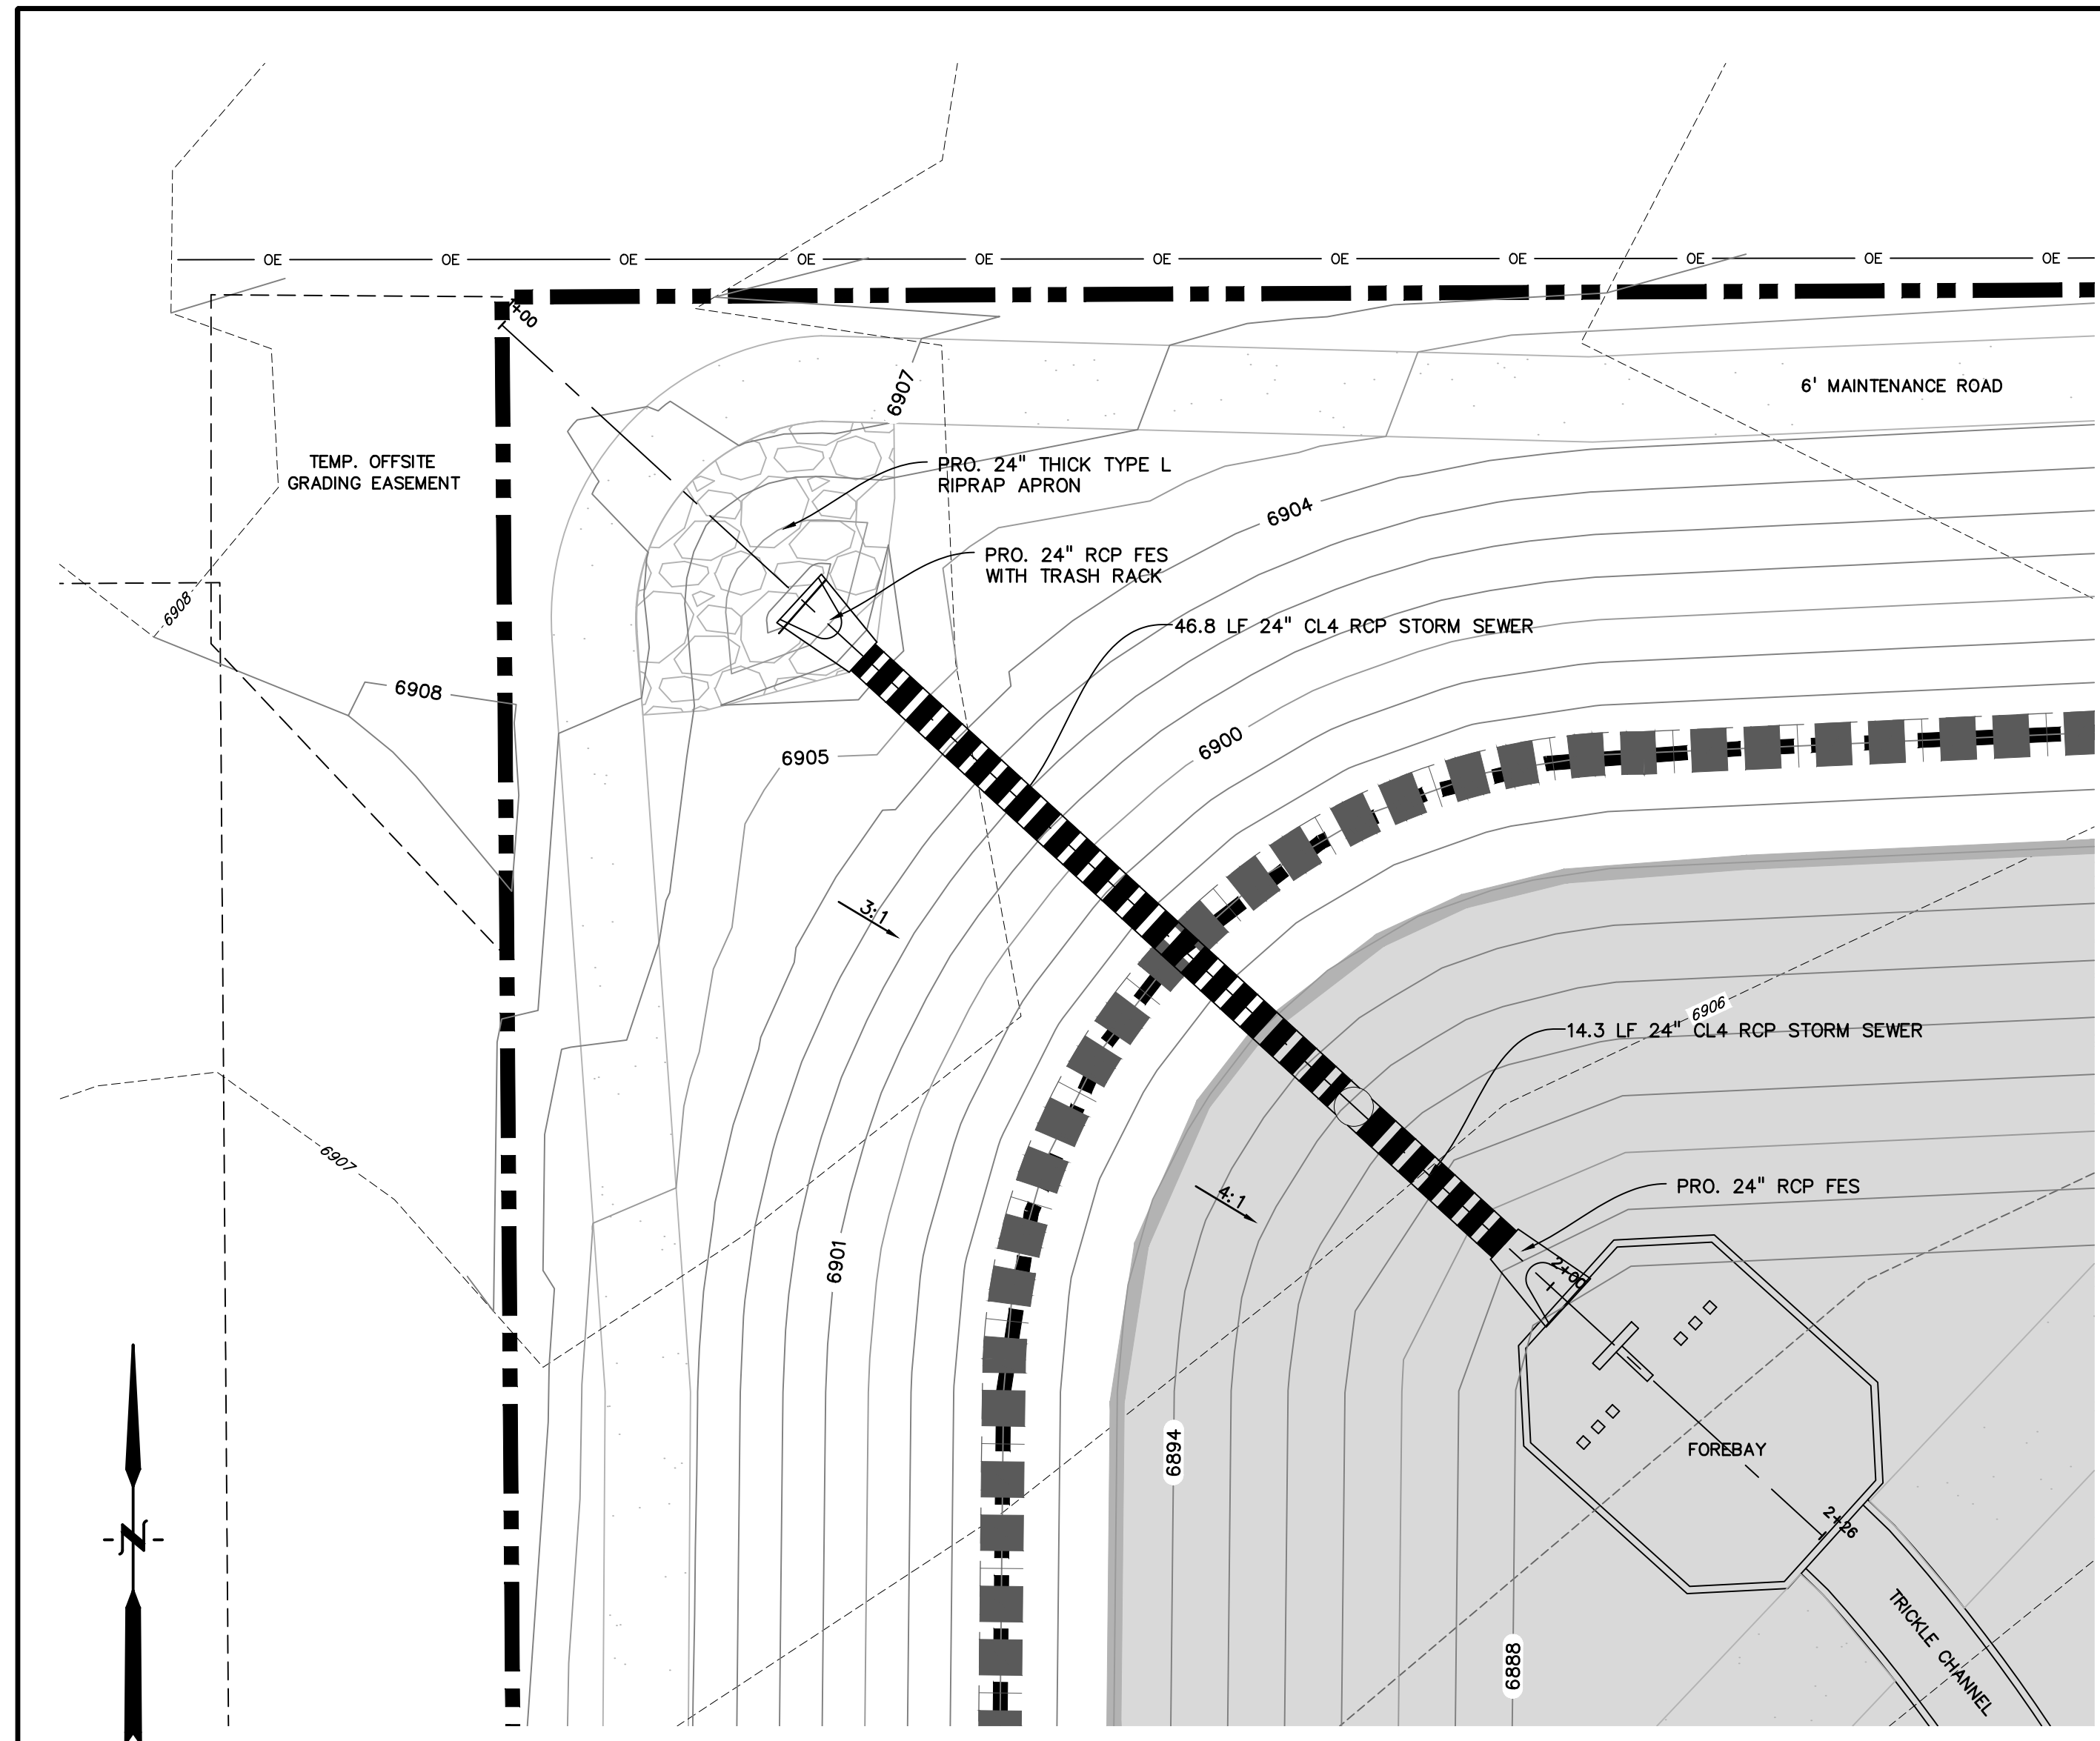 OE OE OE OE OE OE OE OE OE OE OE
1+00
6' MAINTENANCE ROAD
6907
TEMP. OFFSITE
GRADING EASEMENT
PRO. 24" THICK TYPE L
RIPRAP APRON
6904
PRO. 24" RCP FES
WITH TRASH RACK
6908
46.8 LF 24" CL4 RCP STORM SEWER
6908
6900
6905
3:1
6906
14.3 LF 24" CL4 RCP STORM SEWER
6907
4:1
PRO. 24" RCP FES
6901
2+00
6894
FOREBAY
2+26
N
6888
TRICKLE CHANNEL